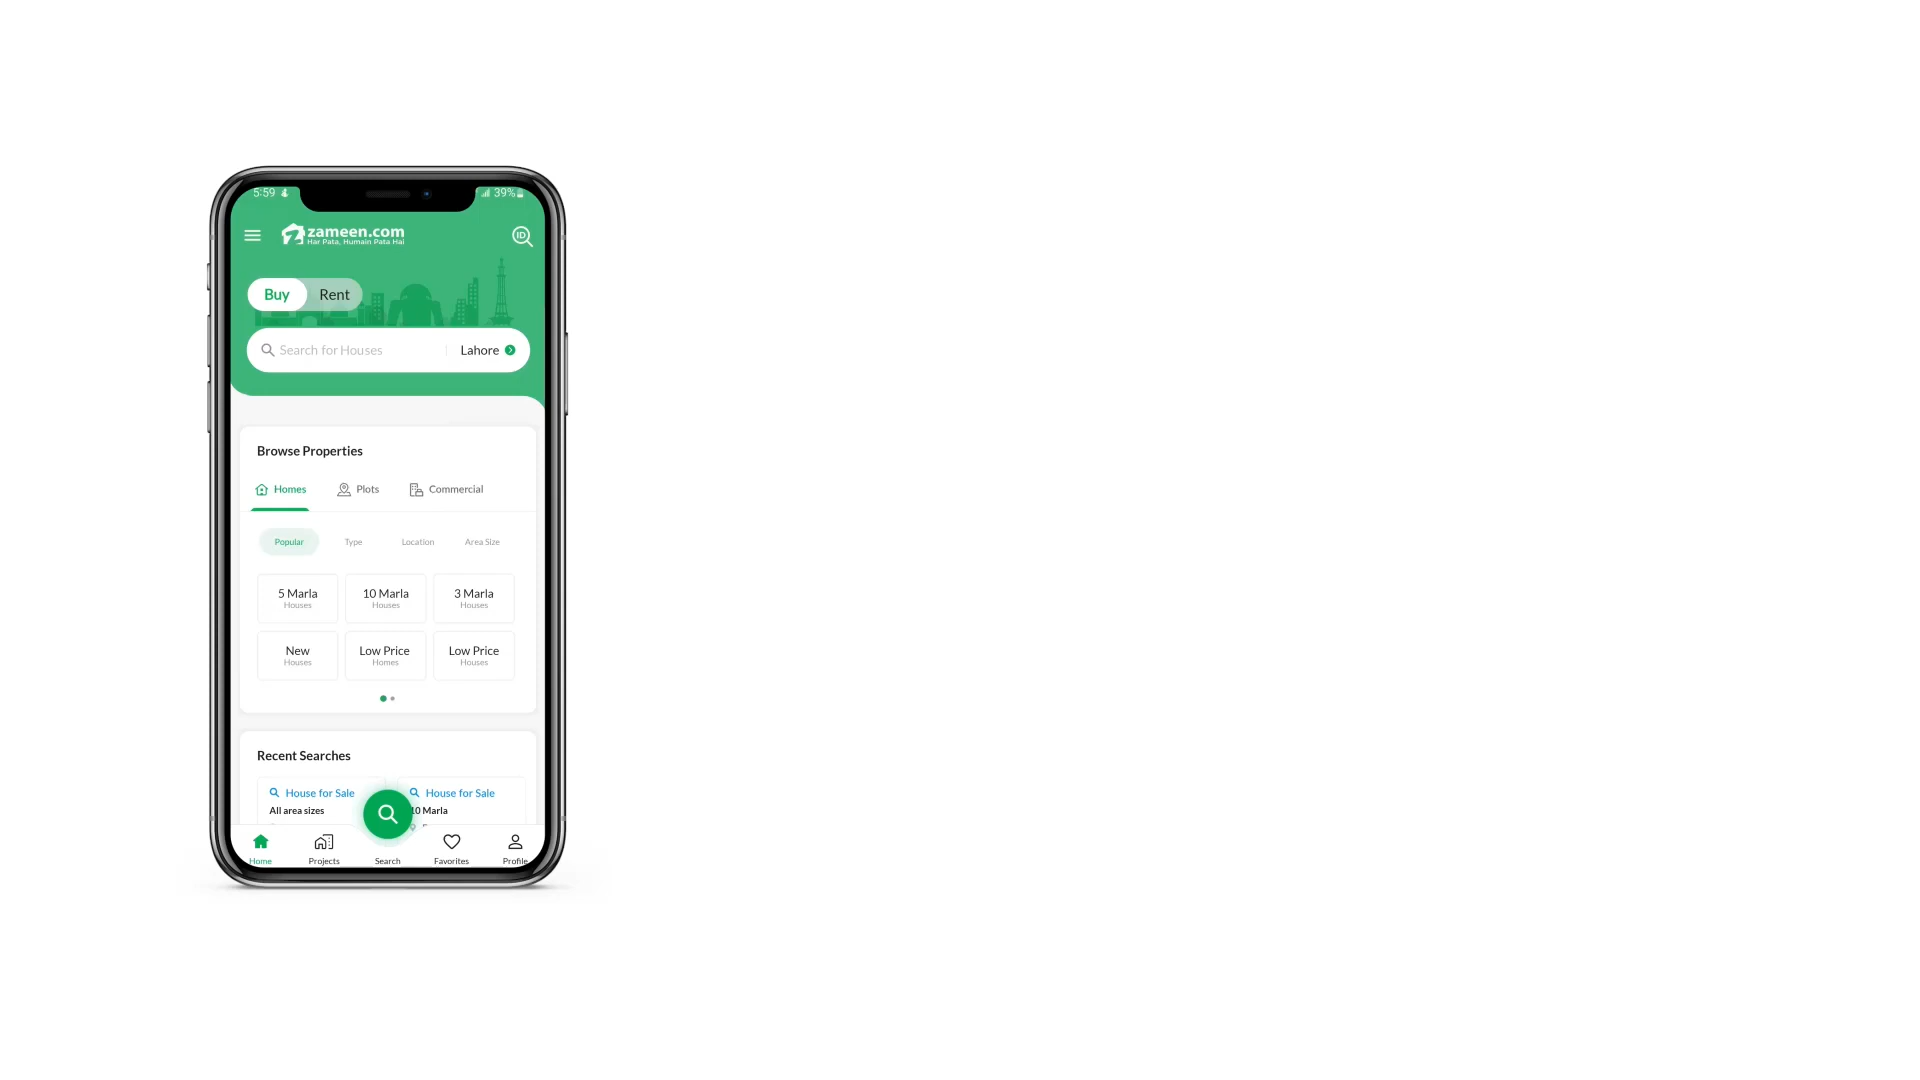 5:59
39%
zameen.com
Har Pata, Humain Pata Hai
ID
Buy
Rent
Search for Houses
Lahore
Browse Properties
Homes
Plots
Commercial
Popular
Type
Location
Area Size
5 Marla
Houses
10 Marla
Houses
3 Marla
Houses
New
Houses
Low Price
Homes
Low Price
Houses
Recent Searches
House for Sale
All area sizes
House for Sale
10 Marla
Home
Projects
Search
Favorites
Profile